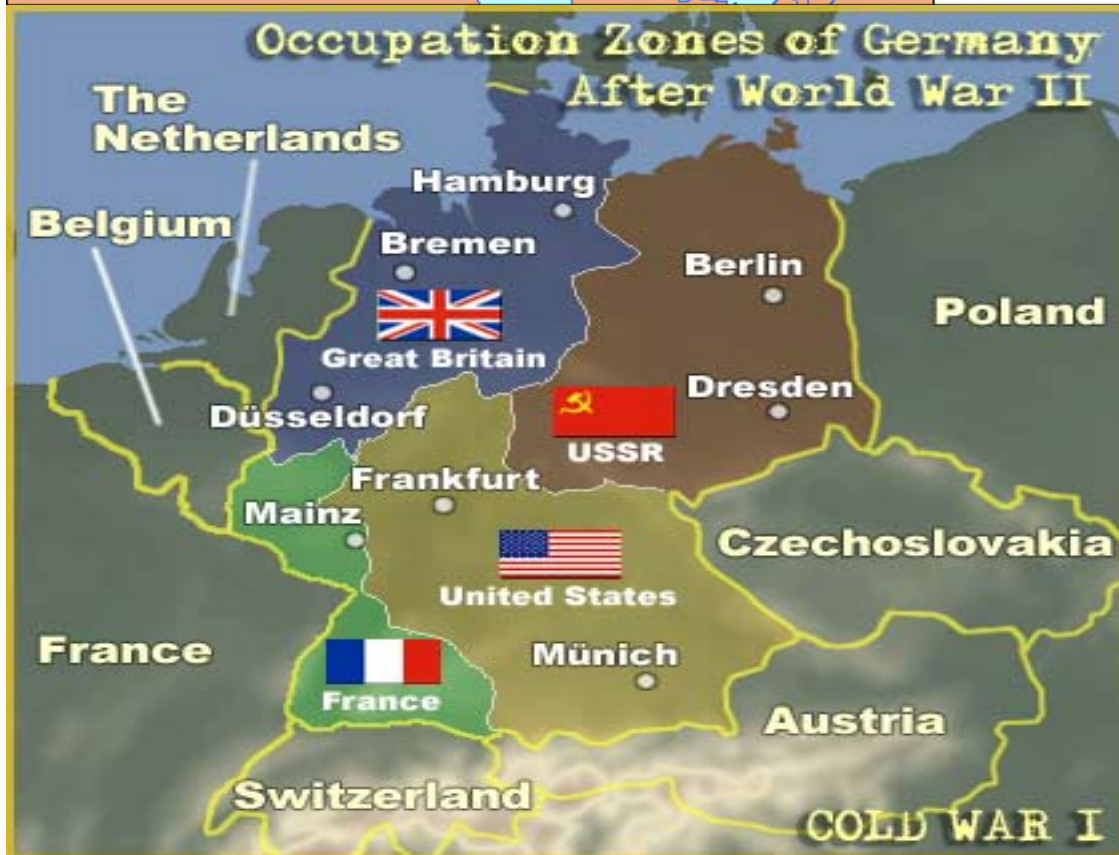 Occupation Zones of Germany
After World War II
The
Netherlands
Belgium
Hamburg
Bremen
Berlin
Poland
Great Britain
Düsseldorf
Dresden
USSR
Frankfurt
Mainz
Czechoslovakia
United States
France
Münich
France
Austria
Switzerland
COLD WAR I